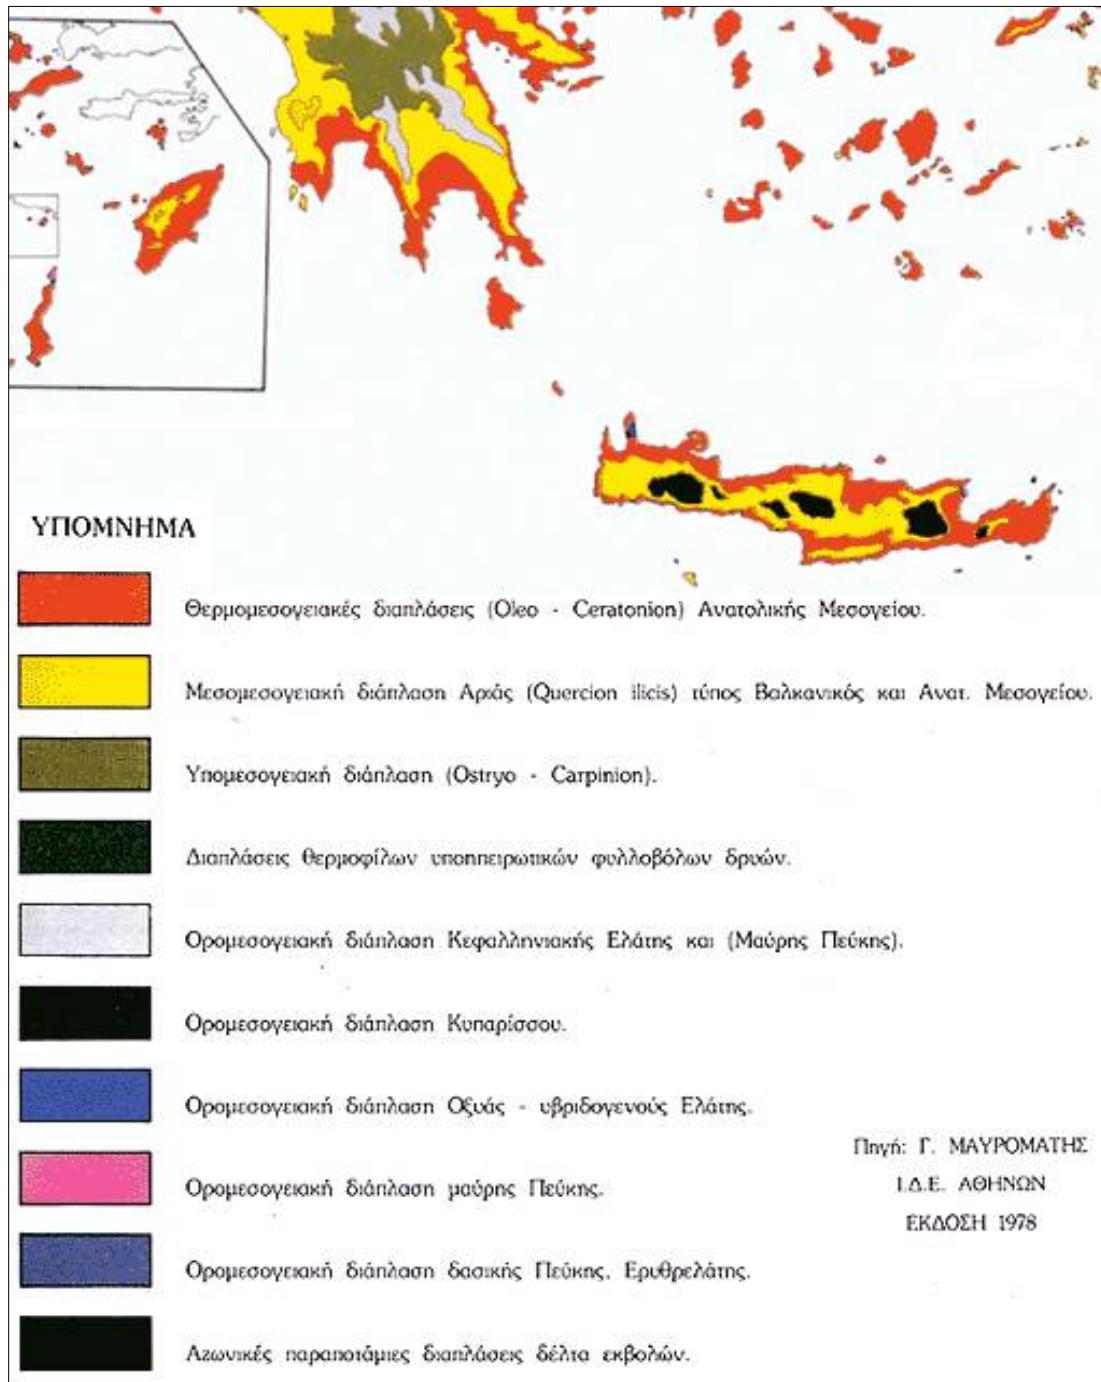 ΥΠΟΜΝΗΜΑ
Θερμομεσογειακές διαπλάσεις (Oleo - Ceratonion) Ανατολικής Μεσογείου.
Μεσομεσογειακή διάπλαση Αριάς (Quercion ilicis) τύπος Βαλκανικός και Ανατ. Μεσογείου.
Υπομεσογειακή διάπλαση (Ostryo - Carpinion).
Διαπλάσεις θερμοφίλων υποηπειρωτικών φυλλοβόλων δρυών.
Ορομεσογειακή διάπλαση Κεφαλληνιακής Ελάτης και (Μαύρης Πεύκης).
Ορομεσογειακή διάπλαση Κυπαρίσσου.
Ορομεσογειακή διάπλαση Οξυάς - υβριδογενούς Ελάτης.
Ορομεσογειακή διάπλαση μαύρης Πεύκης.
Ορομεσογειακή διάπλαση δασικής Πεύκης, Ερυθρελάτης.
Αζωνικές παραποτάμιες διαπλάσεις δέλτα εκβολών.
Πηγή: Γ. ΜΑΥΡΟΜΑΤΗΣ
Ι.Δ.Ε. ΑΘΗΝΩΝ
ΕΚΔΟΣΗ 1978